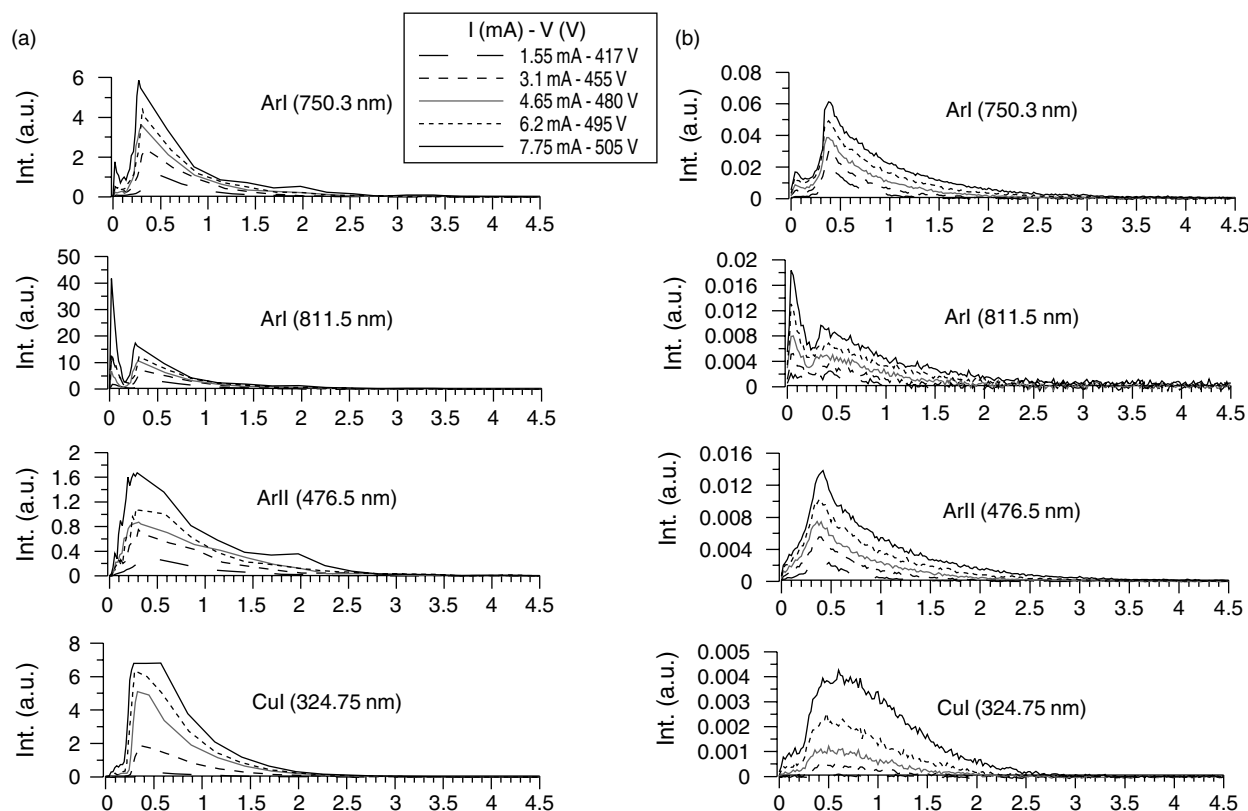 (a)
I (mA) - V (V)
1.55 mA - 417 V
3.1 mA - 455 V
4.65 mA - 480 V
6.2 mA - 495 V
7.75 mA - 505 V
Int. (a.u.)
6
4
2
0
ArI (750.3 nm)
0 0.5 1 1.5 2 2.5 3 3.5 4 4.5
Int. (a.u.)
50
40
30
20
10
0
ArI (811.5 nm)
0 0.5 1 1.5 2 2.5 3 3.5 4 4.5
Int. (a.u.)
2
1.6
1.2
0.8
0.4
0
ArII (476.5 nm)
0 0.5 1 1.5 2 2.5 3 3.5 4 4.5
Int. (a.u.)
8
6
4
2
0
CuI (324.75 nm)
0 0.5 1 1.5 2 2.5 3 3.5 4 4.5
(b)
Int. (a.u.)
0.08
0.06
0.04
0.02
0
ArI (750.3 nm)
0 0.5 1 1.5 2 2.5 3 3.5 4 4.5
Int. (a.u.)
0.02
0.016
0.012
0.008
0.004
0
ArI (811.5 nm)
0 0.5 1 1.5 2 2.5 3 3.5 4 4.5
Int. (a.u.)
0.016
0.012
0.008
0.004
0
ArII (476.5 nm)
0 0.5 1 1.5 2 2.5 3 3.5 4 4.5
Int. (a.u.)
0.005
0.004
0.003
0.002
0.001
0
CuI (324.75 nm)
0 0.5 1 1.5 2 2.5 3 3.5 4 4.5